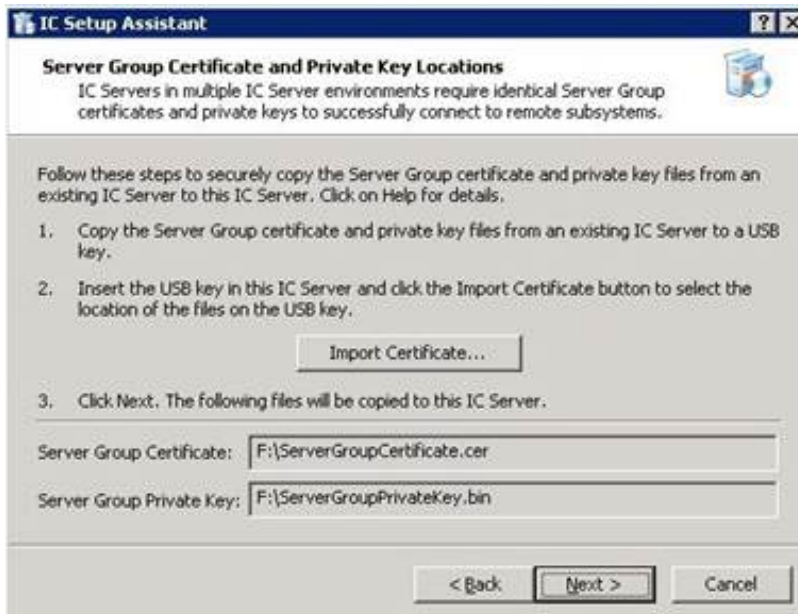 IC Setup Assistant
Server Group Certificate and Private Key Locations
IC Servers in multiple IC Server environments require identical Server Group
certificates and private keys to successfully connect to remote subsystems.
Follow these steps to securely copy the Server Group certificate and private key files from an
existing IC Server to this IC Server. Click on Help for details.
1. Copy the Server Group certificate and private key files from an existing IC Server to a USB
key.
2. Insert the USB key in this IC Server and click the Import Certificate button to select the
location of the files on the USB key.
Import Certificate...
3. Click Next. The following files will be copied to this IC Server.
Server Group Certificate: F:\ServerGroupCertificate.cer
Server Group Private Key: F:\ServerGroupPrivateKey.bin
< Back Next > Cancel